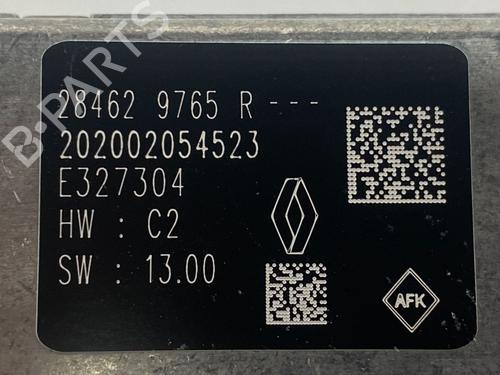 28462 9765 R ---
202002054523
E327304
HW : C2
SW : 13.00
AFK
B-PARTS